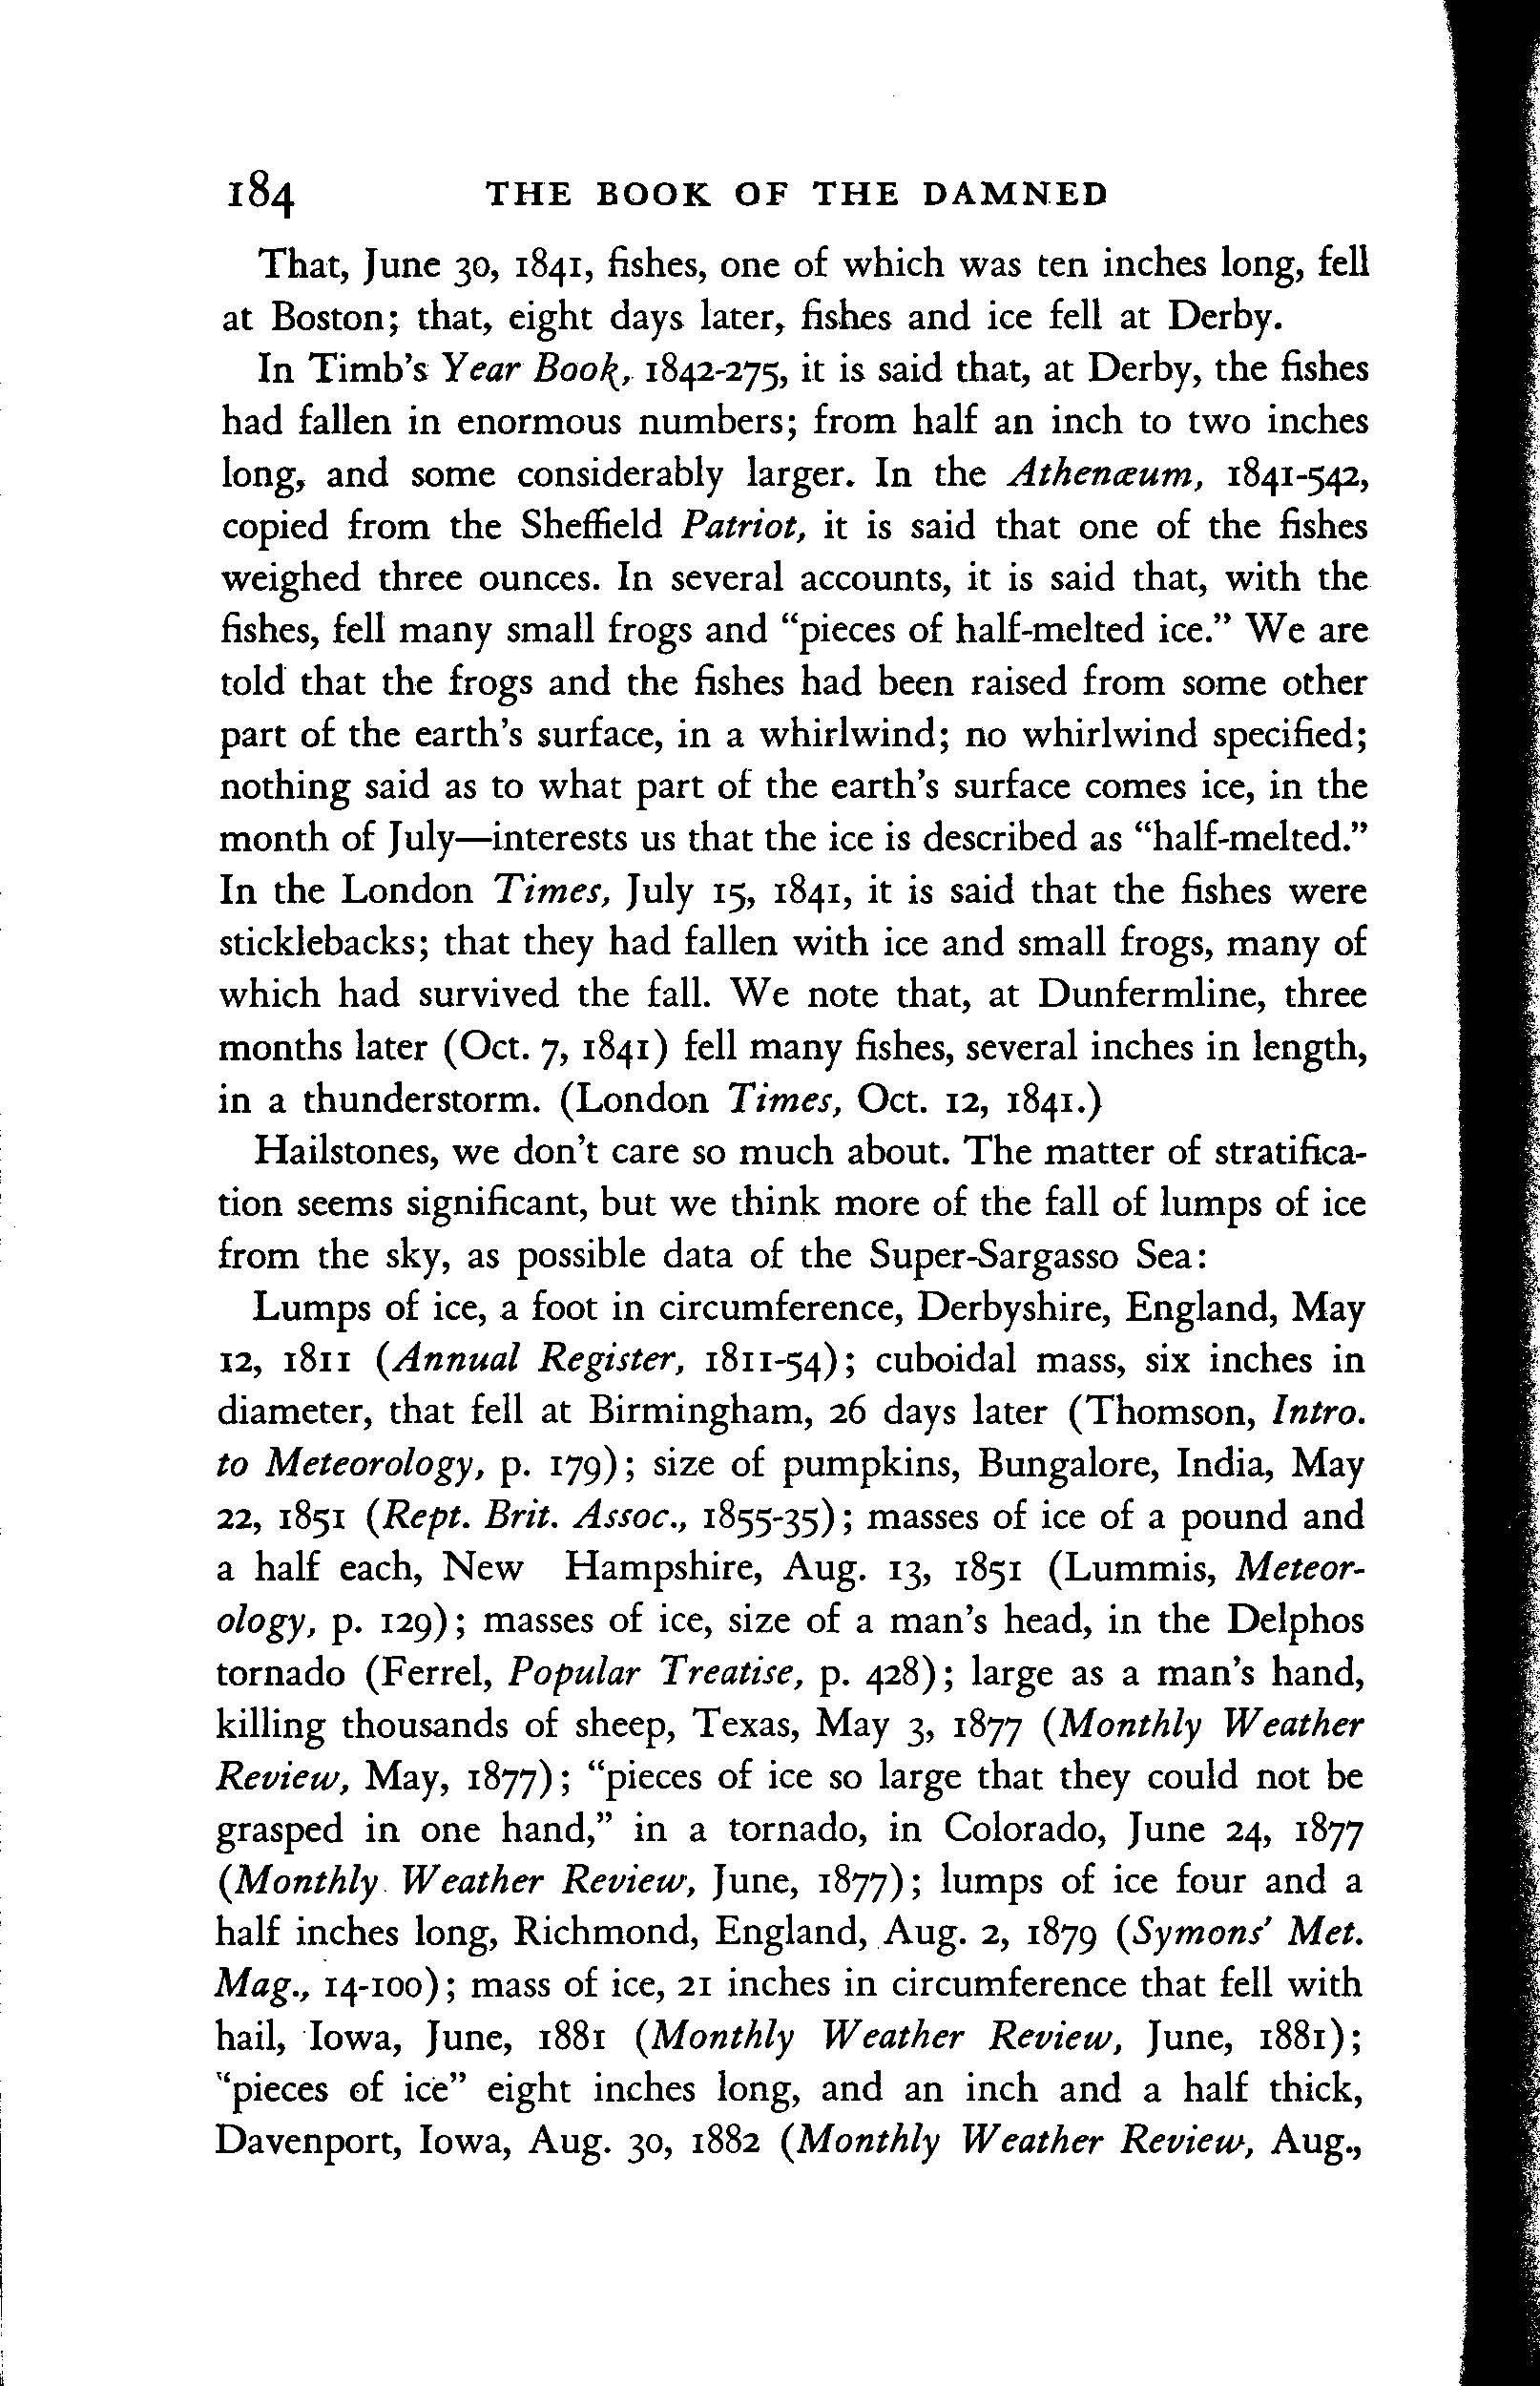 184 THE BOOK OF THE DAMNED
That, June 30, 1841, fishes, one of which was ten inches long, fell
at Boston; that, eight days later, fishes and ice fell at Derby.
In Timb's Year Book, 1842-275, it is said that, at Derby, the fishes
had fallen in enormous numbers; from half an inch to two inches
long, and some considerably larger. In the Athenæum, 1841-542,
copied from the Sheffield Patriot, it is said that one of the fishes
weighed three ounces. In several accounts, it is said that, with the
fishes, fell many small frogs and "pieces of half-melted ice." We are
told that the frogs and the fishes had been raised from some other
part of the earth's surface, in a whirlwind; no whirlwind specified;
nothing said as to what part of the earth's surface comes ice, in the
month of July—interests us that the ice is described as "half-melted."
In the London Times, July 15, 1841, it is said that the fishes were
sticklebacks; that they had fallen with ice and small frogs, many of
which had survived the fall. We note that, at Dunfermline, three
months later (Oct. 7, 1841) fell many fishes, several inches in length,
in a thunderstorm. (London Times, Oct. 12, 1841.)
Hailstones, we don't care so much about. The matter of stratifica-
tion seems significant, but we think more of the fall of lumps of ice
from the sky, as possible data of the Super-Sargasso Sea:
Lumps of ice, a foot in circumference, Derbyshire, England, May
12, 1811 (Annual Register, 1811-54); cuboidal mass, six inches in
diameter, that fell at Birmingham, 26 days later (Thomson, Intro.
to Meteorology, p. 179); size of pumpkins, Bungalore, India, May
22, 1851 (Rept. Brit. Assoc., 1855-35); masses of ice of a pound and
a half each, New Hampshire, Aug. 13, 1851 (Lummis, Meteor-
ology, p. 129); masses of ice, size of a man's head, in the Delphos
tornado (Ferrel, Popular Treatise, p. 428); large as a man's hand,
killing thousands of sheep, Texas, May 3, 1877 (Monthly Weather
Review, May, 1877); "pieces of ice so large that they could not be
grasped in one hand," in a tornado, in Colorado, June 24, 1877
(Monthly Weather Review, June, 1877); lumps of ice four and a
half inches long, Richmond, England, Aug. 2, 1879 (Symons' Met.
Mag., 14-100); mass of ice, 21 inches in circumference that fell with
hail, Iowa, June, 1881 (Monthly Weather Review, June, 1881);
"pieces of ice" eight inches long, and an inch and a half thick,
Davenport, Iowa, Aug. 30, 1882 (Monthly Weather Review, Aug.,